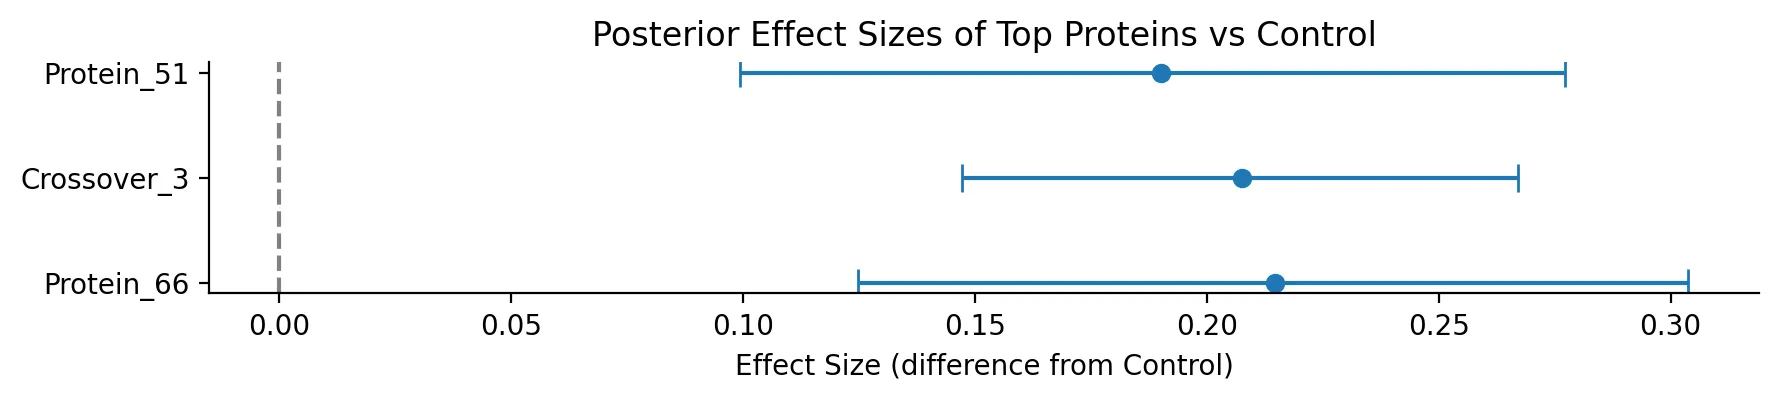 Posterior Effect Sizes of Top Proteins vs Control
Protein_51
Crossover_3
Protein_66
0.00 0.05 0.10 0.15 0.20 0.25 0.30
Effect Size (difference from Control)